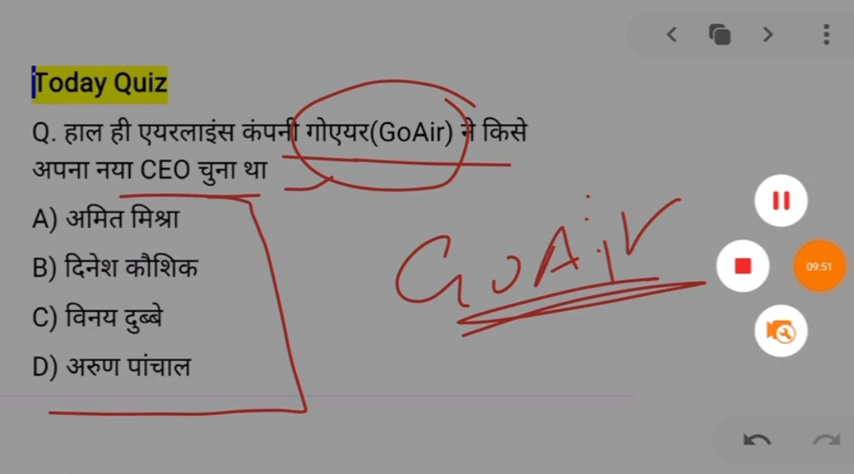 Today Quiz
Q. हाल ही एयरलाइंस कंपनी गोएयर(GoAir) ने किसे
अपना नया CEO चुना था
A) अमित मिश्रा
B) दिनेश कौशिक
C) विनय दुब्बे
D) अरुण पांचाल
GoAir
09:51